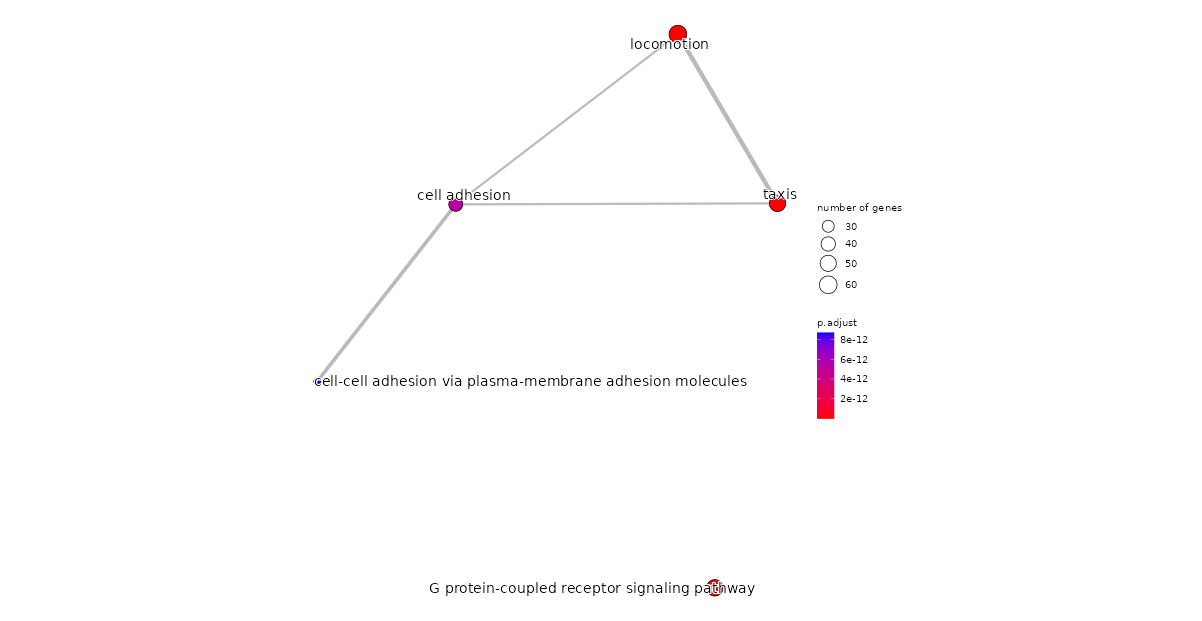 locomotion
cell adhesion
taxis
number of genes
30
40
50
60
p.adjust
8e-12
6e-12
4e-12
2e-12
cell-cell adhesion via plasma-membrane adhesion molecules
G protein-coupled receptor signaling pathway